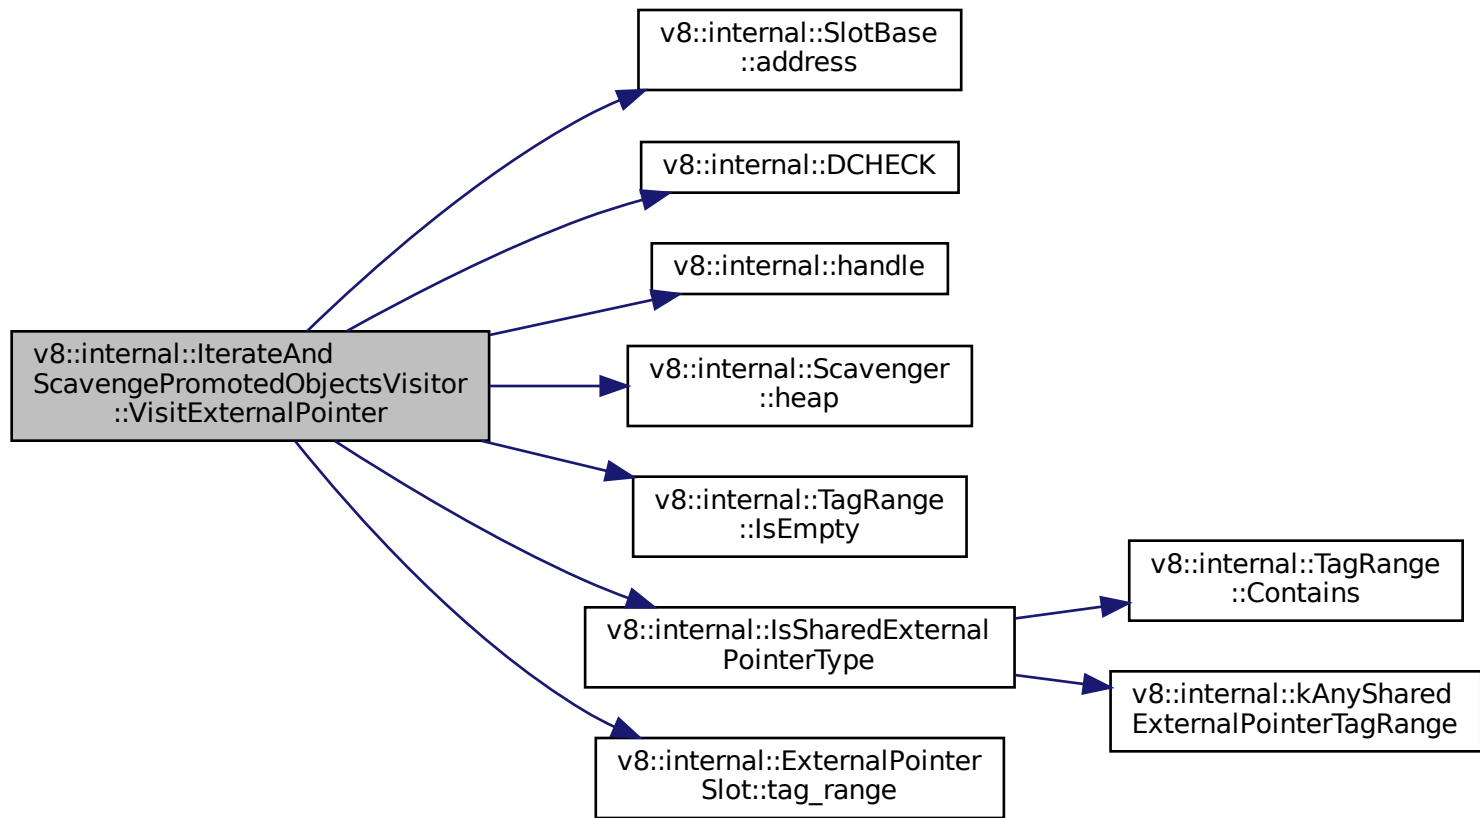 v8::internal::SlotBase
::address
v8::internal::DCHECK
v8::internal::handle
v8::internal::IterateAnd
ScavengePromotedObjectsVisitor
::VisitExternalPointer
v8::internal::Scavenger
::heap
v8::internal::TagRange
::IsEmpty
v8::internal::TagRange
::Contains
v8::internal::IsSharedExternal
PointerType
v8::internal::kAnyShared
ExternalPointerTagRange
v8::internal::ExternalPointer
Slot::tag_range